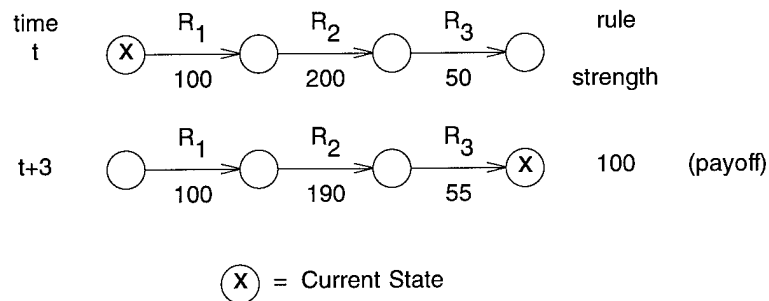 time R₁ R₂ R₃ rule
t X
100 200 50 strength
R₁ R₂ R₃
t+3 X 100 (payoff)
100 190 55
X = Current State